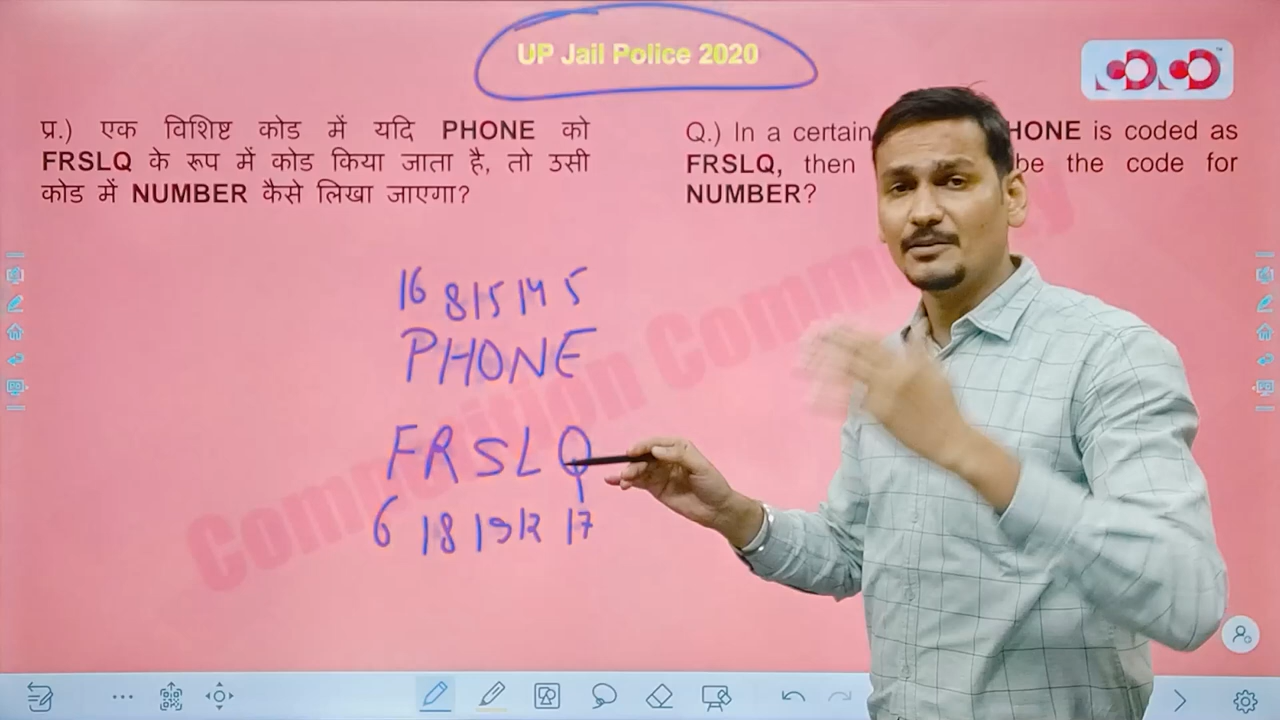 UP Jail Police 2020
प्र.) एक विशिष्ट कोड में यदि PHONE को
FRSLQ के रूप में कोड किया जाता है, तो उसी
कोड में NUMBER कैसे लिखा जाएगा?
Q.) In a certain HONE is coded as
FRSLQ, then be the code for
NUMBER?
16 8 15 14 5
PHONE
FRSLQ
6 18 19 12 17